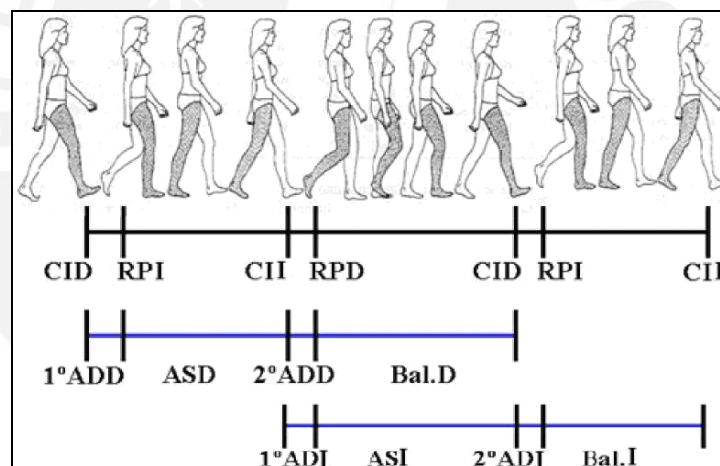 CID RPI CII RPD CID RPI CII
1ºADD ASD 2ºADD Bal.D
1ºADI ASI 2ºADI Bal.I